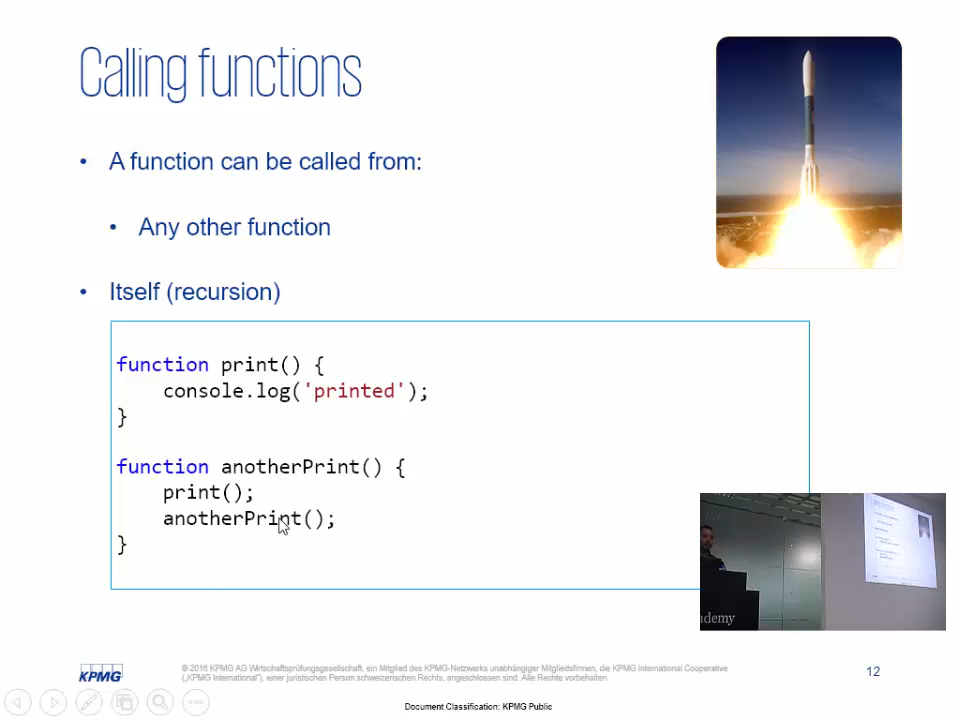 Calling functions
• A function can be called from:
• Any other function
• Itself (recursion)
function print() {
console.log('printed');
}
function anotherPrint() {
print();
anotherPrint();
}
ademy
KPMG
© 2016 KPMG AG Wirtschaftsprüfungsgesellschaft, ein Mitglied des KPMG-Netzwerks unabhängiger Mitgliedsfirmen, die KPMG International Cooperative
(„KPMG International"), einer juristischen Person schweizerischen Rechts, angeschlossen sind. Alle Rechte vorbehalten
12
Document Classification: KPMG Public